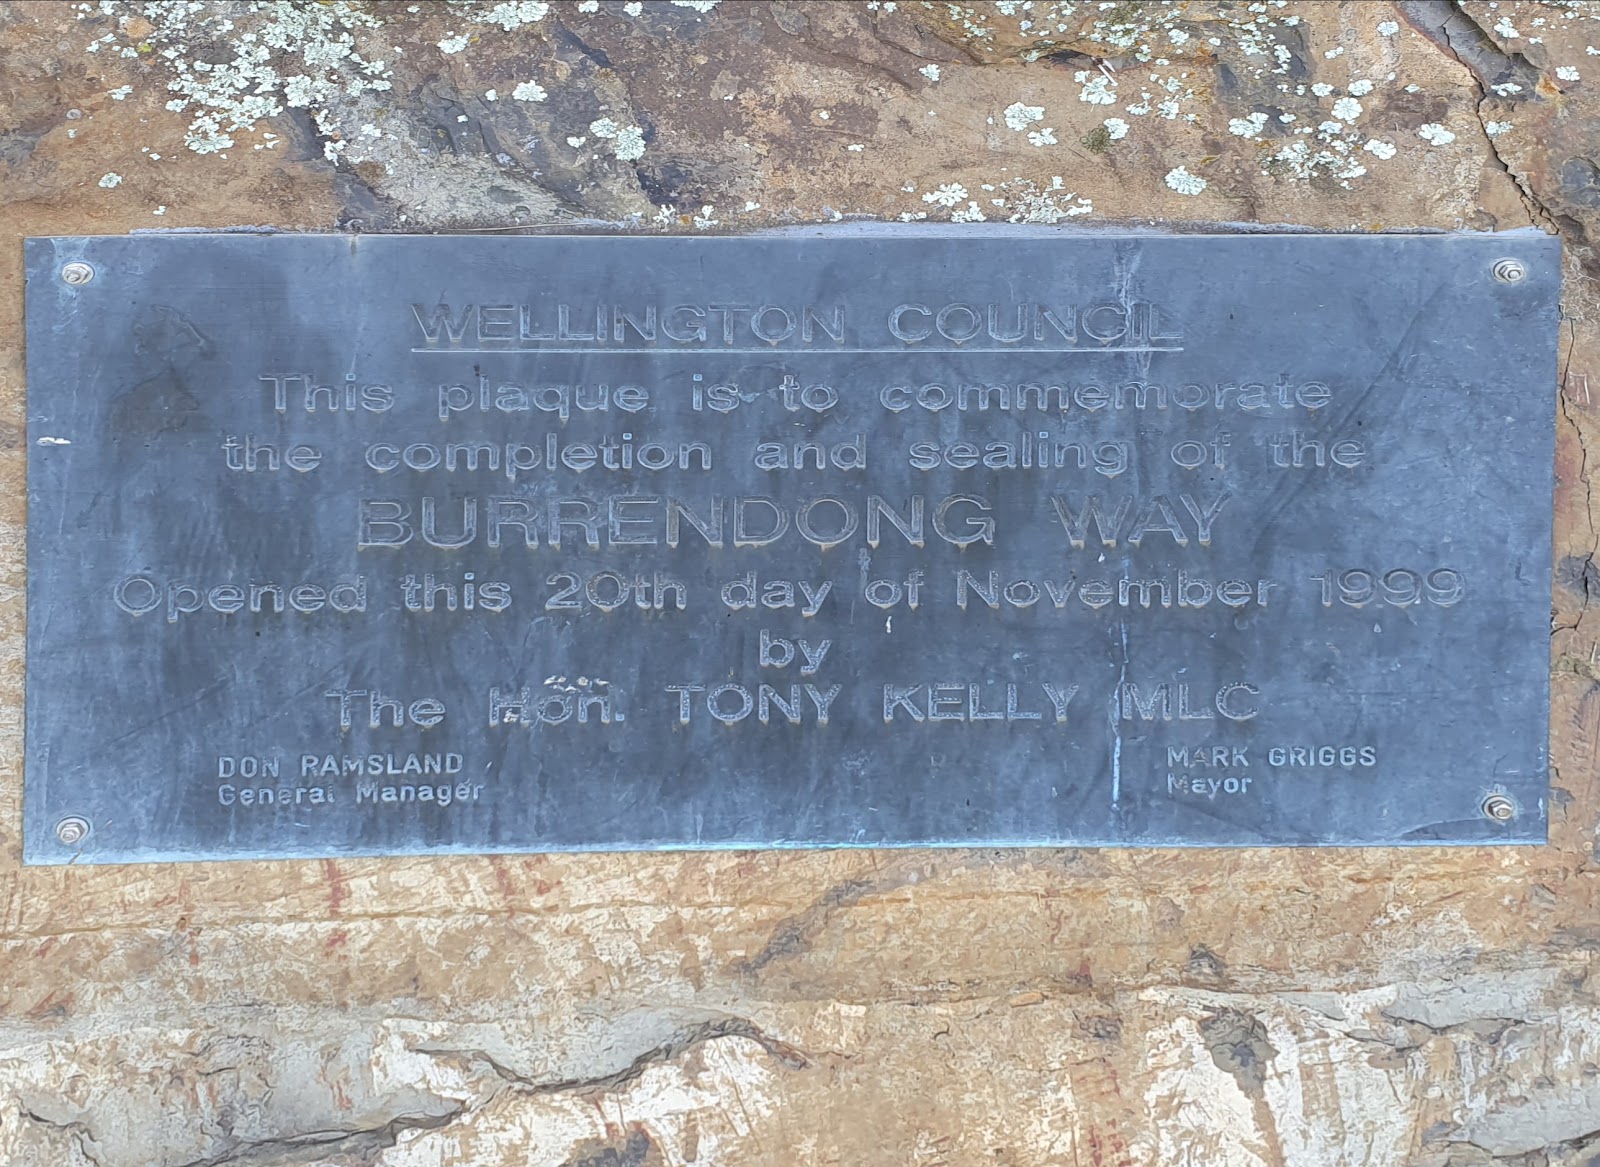 WELLINGTON COUNCIL
This plaque is to commemorate
the completion and sealing of the
BURRENDONG WAY
Opened this 20th day of November 1999
by
The Hon. TONY KELLY MLC
DON RAMSLAND
General Manager
MARK GRIGGS
Mayor